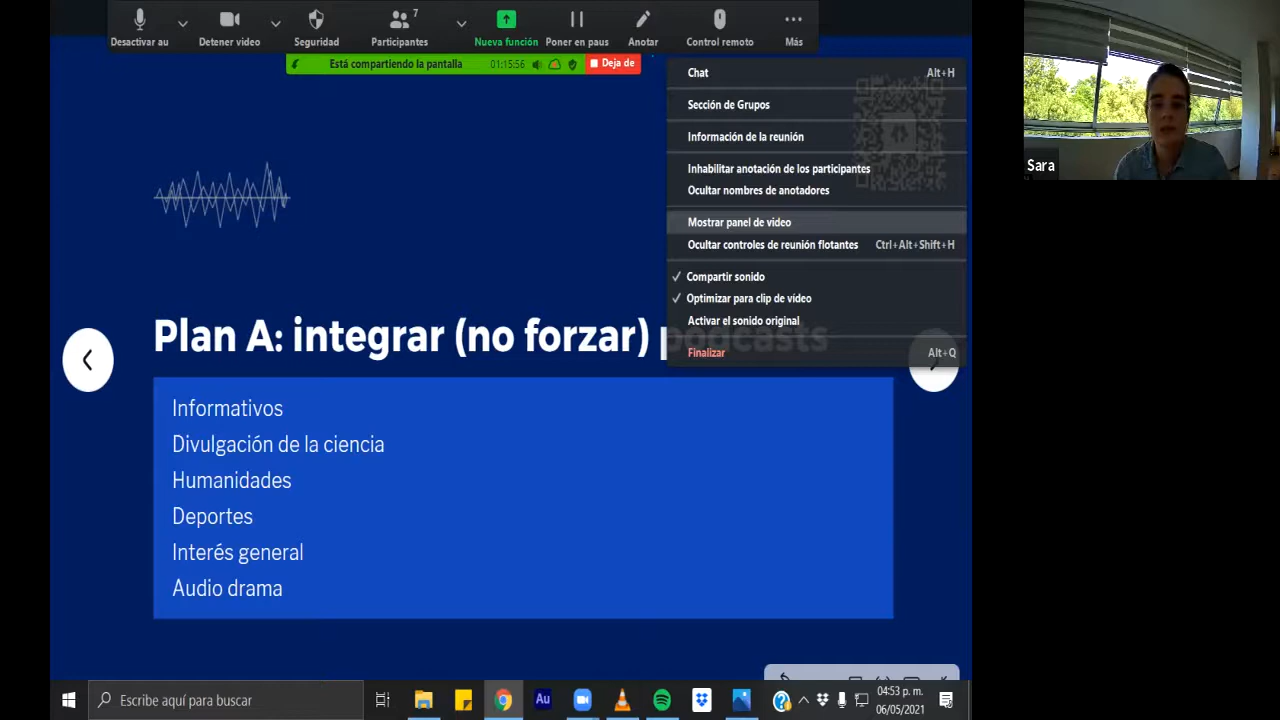 7
Desactivar au
Detener video
Seguridad
Participantes
Nueva función
Poner en paus
Anotar
Control remoto
Más
Está compartiendo la pantalla
01:15:56
Deja de
Chat Alt+H
Sección de Grupos
Información de la reunión
Inhabilitar anotación de los participantes
Ocultar nombres de anotadores
Mostrar panel de video
Ocultar controles de reunión flotantes Ctrl+Alt+Shift+H
✓ Compartir sonido
✓ Optimizar para clip de vídeo
Activar el sonido original
Finalizar Alt+Q
Sara
Plan A: integrar (no forzar) podcasts
Informativos
Divulgación de la ciencia
Humanidades
Deportes
Interés general
Audio drama
Escribe aquí para buscar
Au
04:53 p. m.
06/05/2021